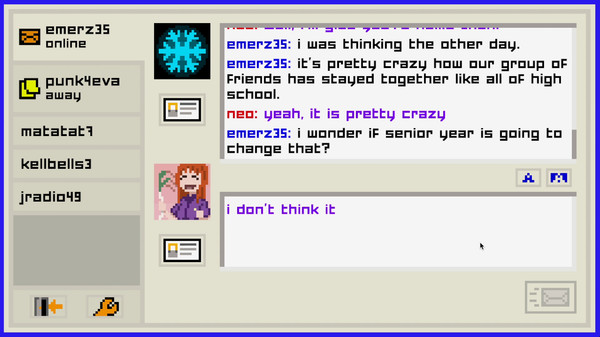 emerz35
online
punk4eva
away
matatat7
kellbells3
jradio49
emerz35: i was thinking the other day.
emerz35: it's pretty crazy how our group of
friends has stayed together like all of high
school.
neo: yeah, it is pretty crazy
emerz35: i wonder if senior year is going to
change that?
A
i don't think it